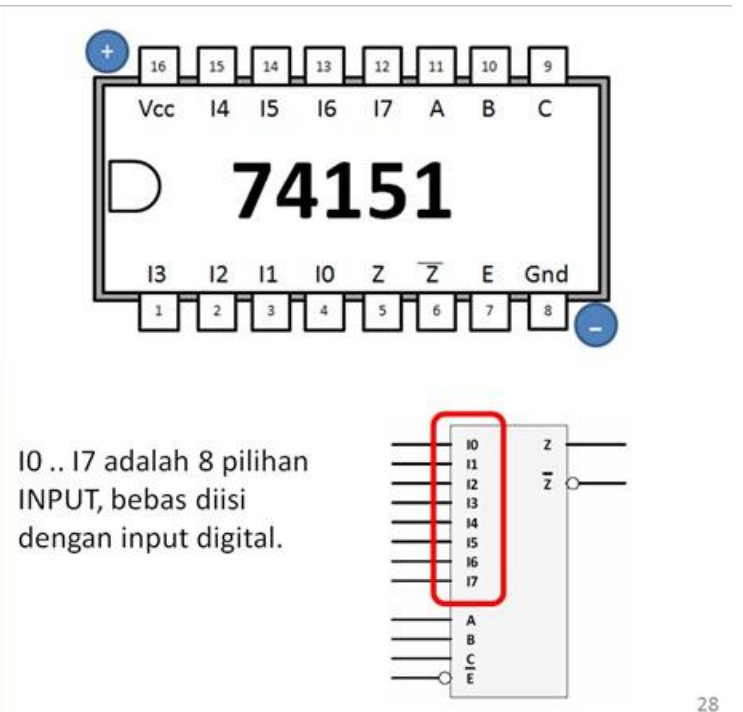 +
16 15 14 13 12 11 10 9
Vcc I4 I5 I6 I7 A B C
74151
I3 I2 I1 I0 Z Z̅ E Gnd
1 2 3 4 5 6 7 8
−
I0 .. I7 adalah 8 pilihan
INPUT, bebas diisi
dengan input digital.
I0 Z
I1
I2 Z̅
I3
I4
I5
I6
I7
A
B
C
E̅
28